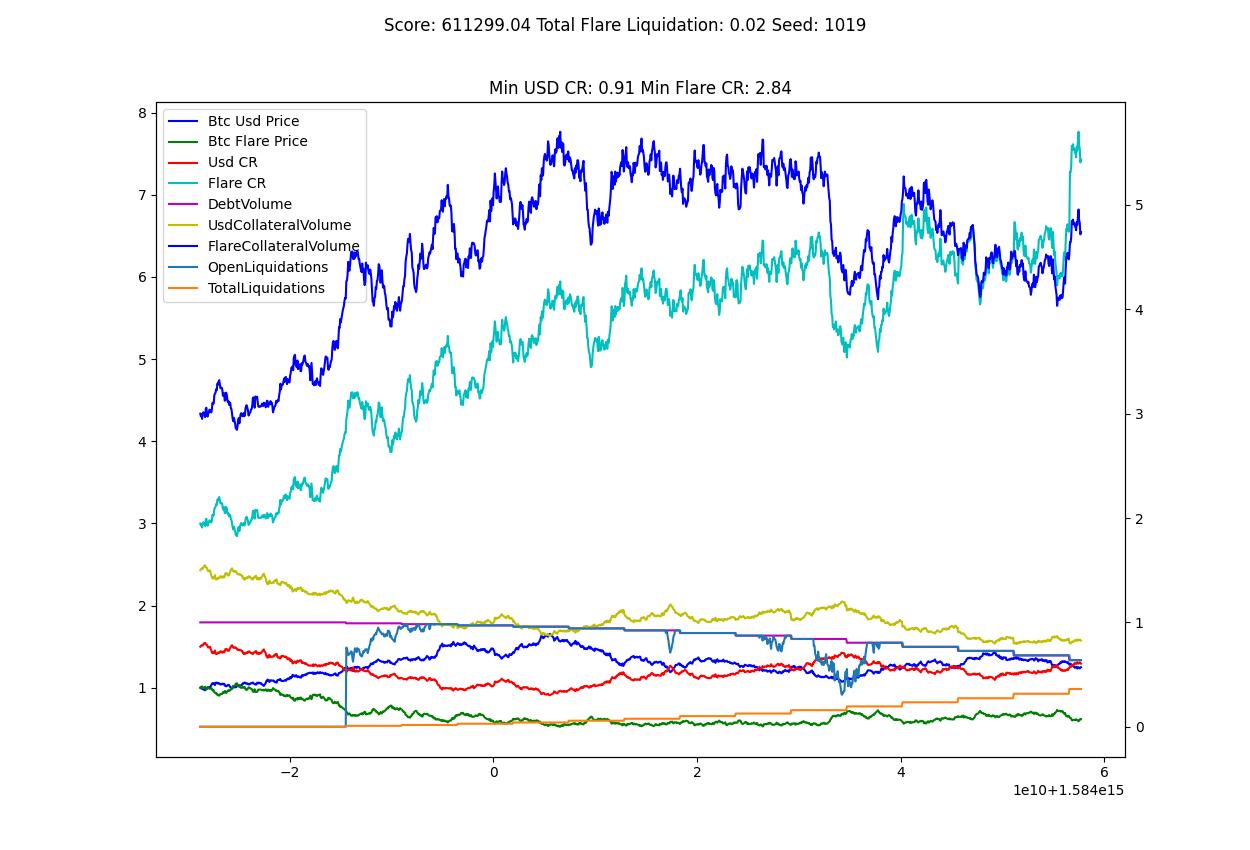 Score: 611299.04 Total Flare Liquidation: 0.02 Seed: 1019
Min USD CR: 0.91 Min Flare CR: 2.84
Btc Usd Price
Btc Flare Price
Usd CR
Flare CR
DebtVolume
UsdCollateralVolume
FlareCollateralVolume
OpenLiquidations
TotalLiquidations
8
7
6
5
4
3
2
1
5
4
3
2
1
0
−2
0
2
4
6
1e10+1.584e15